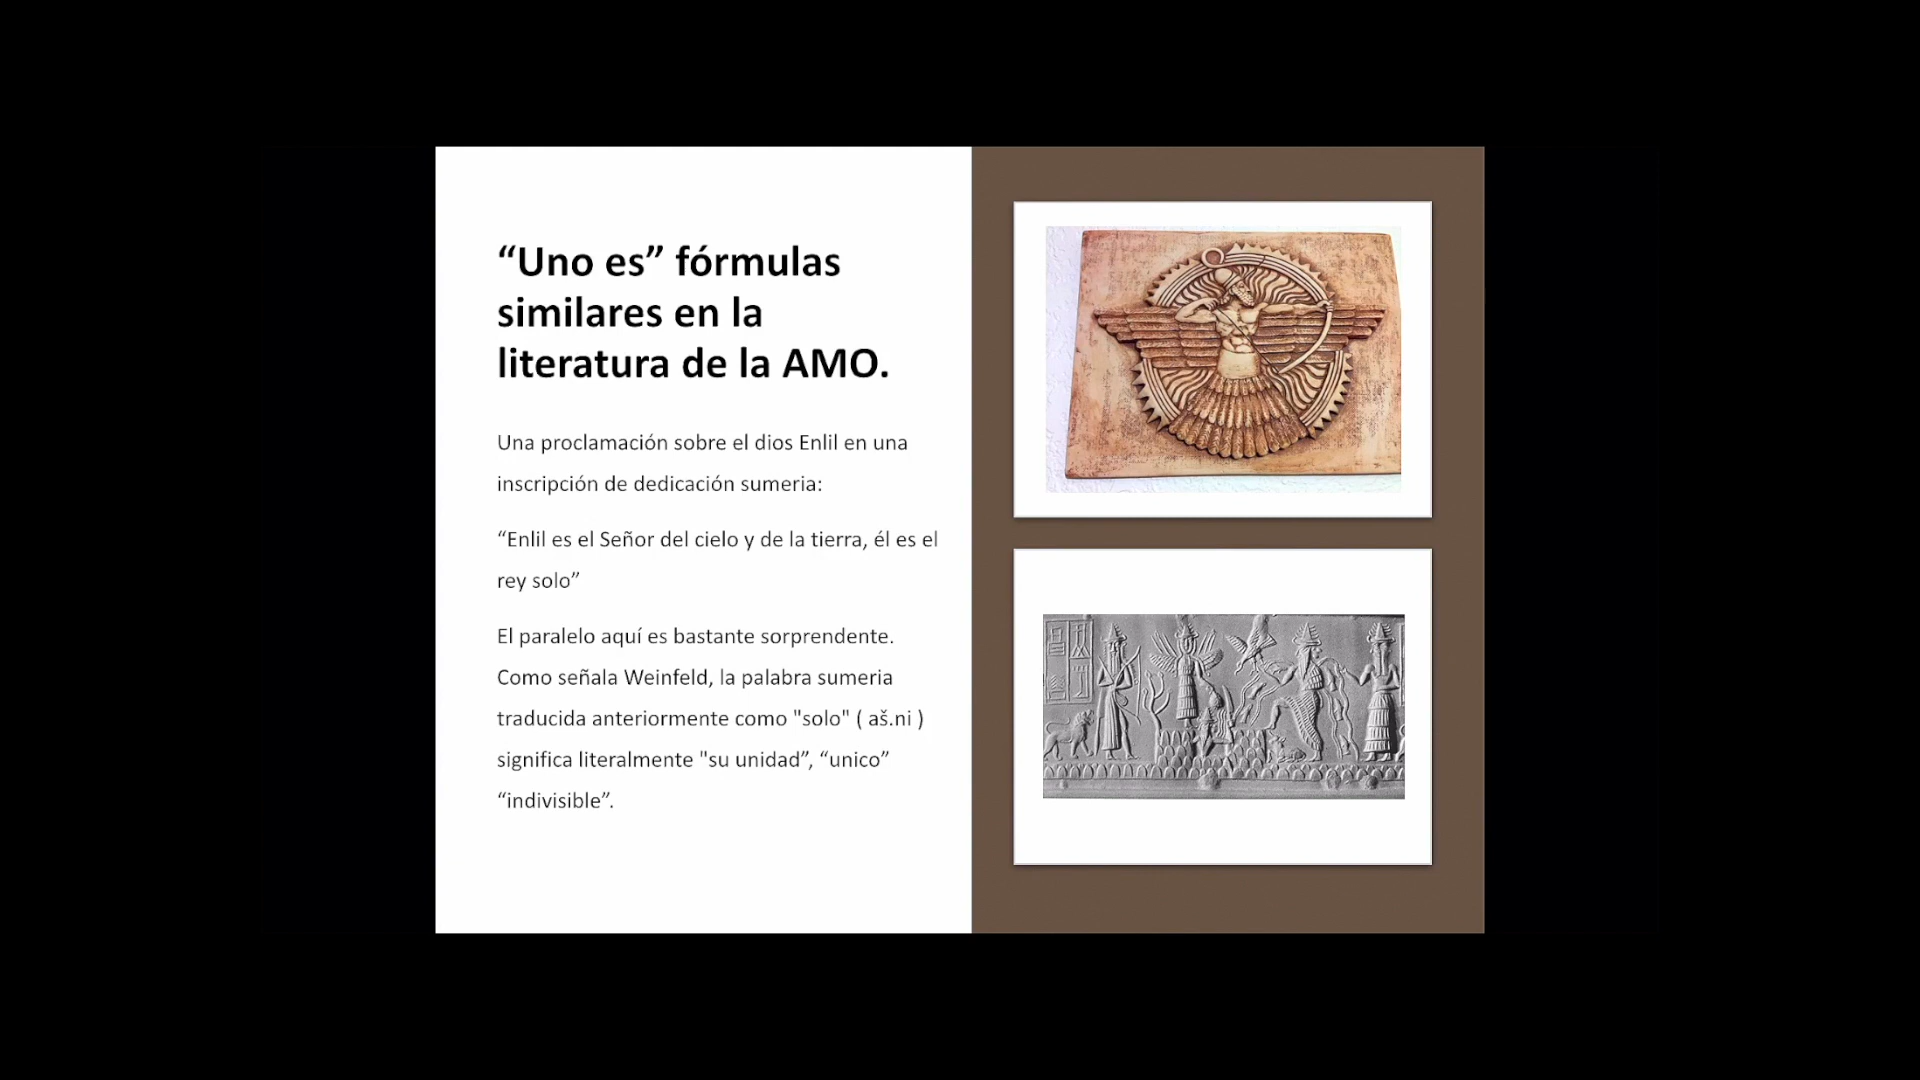 “Uno es” fórmulas
similares en la
literatura de la AMO.
Una proclamación sobre el dios Enlil en una
inscripción de dedicación sumeria:
“Enlil es el Señor del cielo y de la tierra, él es el
rey solo”
El paralelo aquí es bastante sorprendente.
Como señala Weinfeld, la palabra sumeria
traducida anteriormente como "solo" ( aš.ni )
significa literalmente "su unidad”, “unico”
“indivisible”.